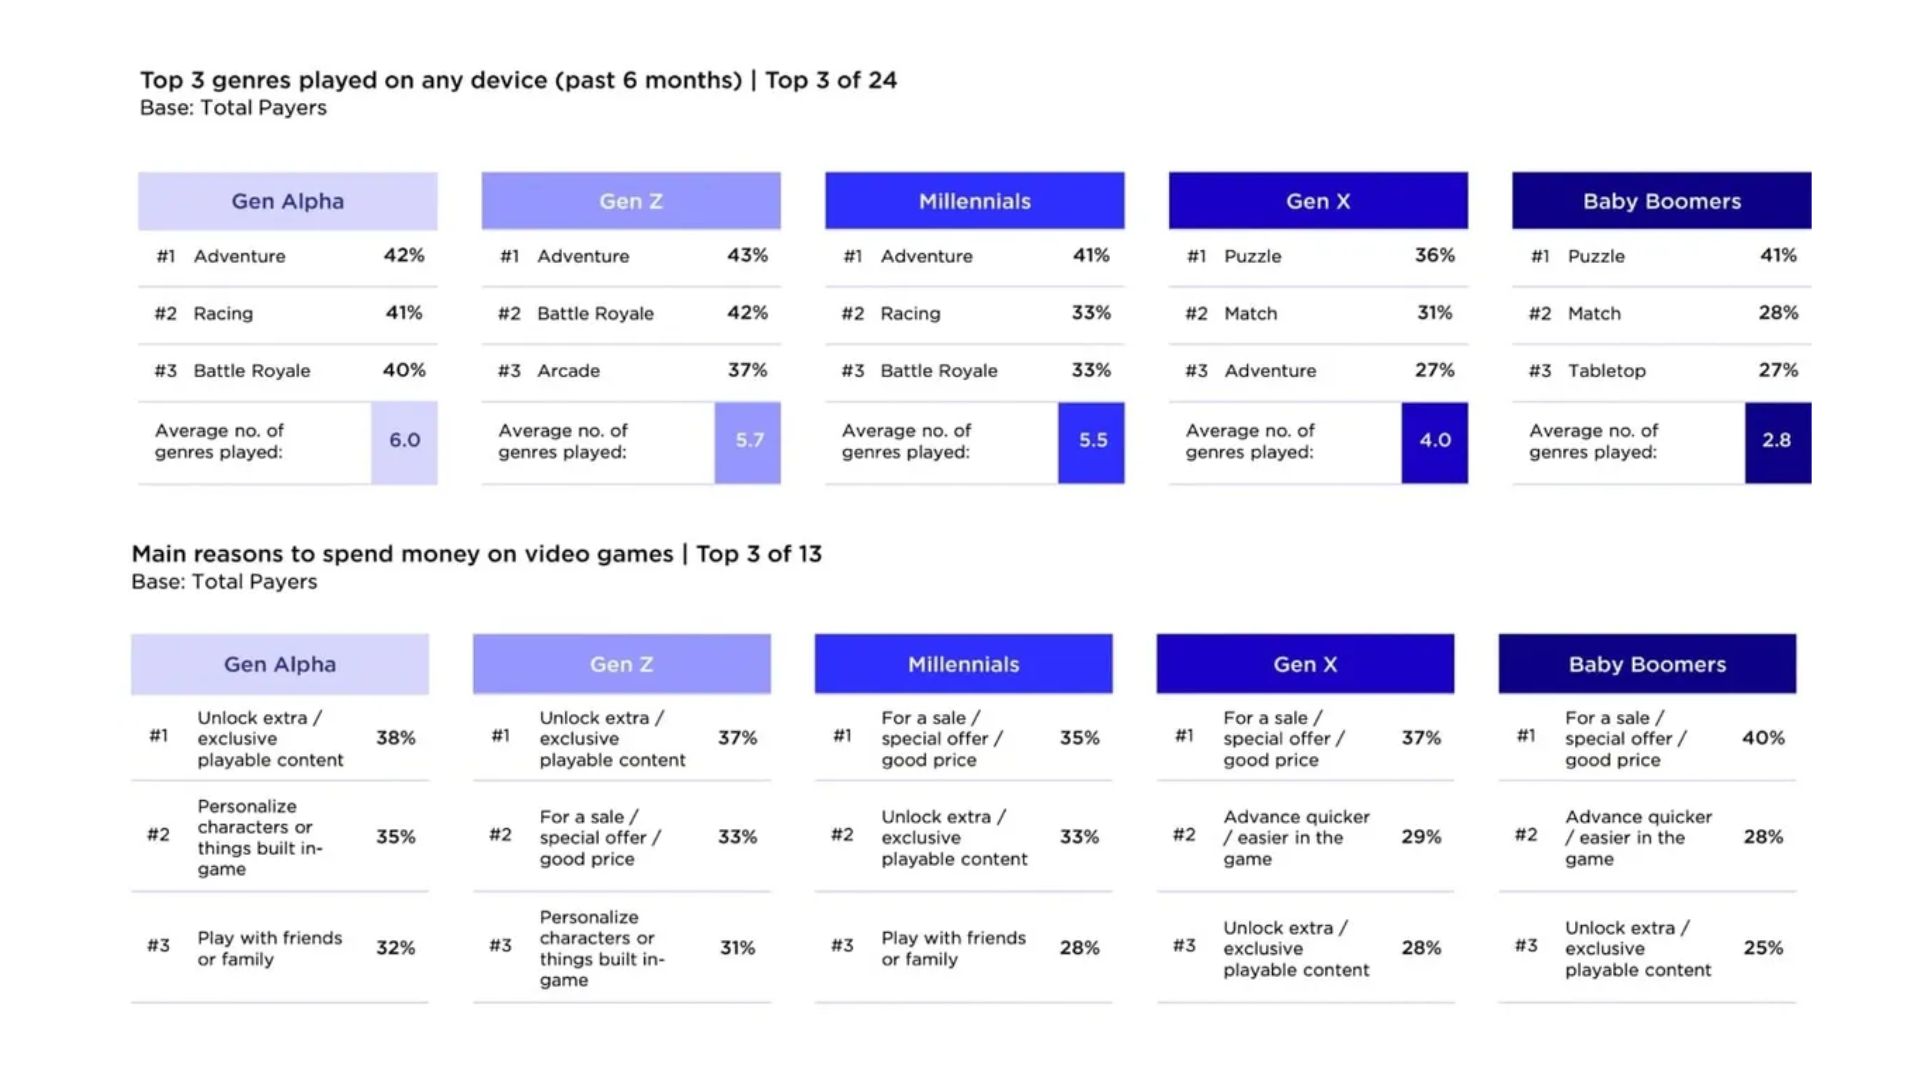 Top 3 genres played on any device (past 6 months) | Top 3 of 24
Base: Total Payers
Gen Alpha
#1 Adventure 42%
#2 Racing 41%
#3 Battle Royale 40%
Average no. of
genres played:
6.0
Gen Z
#1 Adventure 43%
#2 Battle Royale 42%
#3 Arcade 37%
Average no. of
genres played:
5.7
Millennials
#1 Adventure 41%
#2 Racing 33%
#3 Battle Royale 33%
Average no. of
genres played:
5.5
Gen X
#1 Puzzle 36%
#2 Match 31%
#3 Adventure 27%
Average no. of
genres played:
4.0
Baby Boomers
#1 Puzzle 41%
#2 Match 28%
#3 Tabletop 27%
Average no. of
genres played:
2.8
Main reasons to spend money on video games | Top 3 of 13
Base: Total Payers
Gen Alpha
#1
Unlock extra /
exclusive
playable content
38%
#2
Personalize
characters or
things built in-
game
35%
#3
Play with friends
or family
32%
Gen Z
#1
Unlock extra /
exclusive
playable content
37%
#2
For a sale /
special offer /
good price
33%
#3
Personalize
characters or
things built in-
game
31%
Millennials
#1
For a sale /
special offer /
good price
35%
#2
Unlock extra /
exclusive
playable content
33%
#3
Play with friends
or family
28%
Gen X
#1
For a sale /
special offer /
good price
37%
#2
Advance quicker
/ easier in the
game
29%
#3
Unlock extra /
exclusive
playable content
28%
Baby Boomers
#1
For a sale /
special offer /
good price
40%
#2
Advance quicker
/ easier in the
game
28%
#3
Unlock extra /
exclusive
playable content
25%